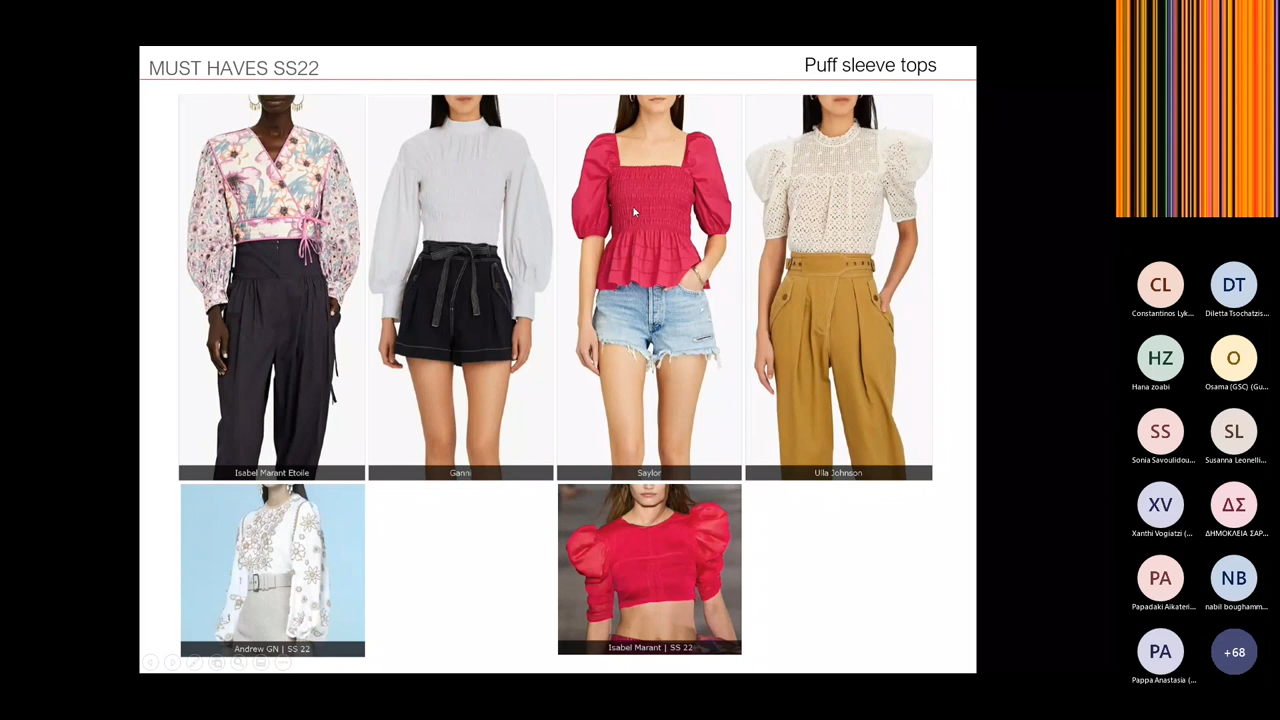 MUST HAVES SS22
Puff sleeve tops
Isabel Marant Etoile
Ganni
Saylor
Ulla Johnson
Andrew GN | SS 22
Isabel Marant | SS 22
CL
DT
Constantinos Lyk...
Diletta Tsochatzis...
HZ
O
Hana zoabi
Osama (GSC) (Gu...
SS
SL
Sonia Savoulidou...
Susanna Leonelli...
XV
ΔΣ
Xanthi Vogiatzi (...
ΔΗΜΟΚΛΕΙΑ ΣΑΡ...
PA
NB
Papadaki Aikateri...
nabil boughamm...
PA
+68
Pappa Anastasia (...